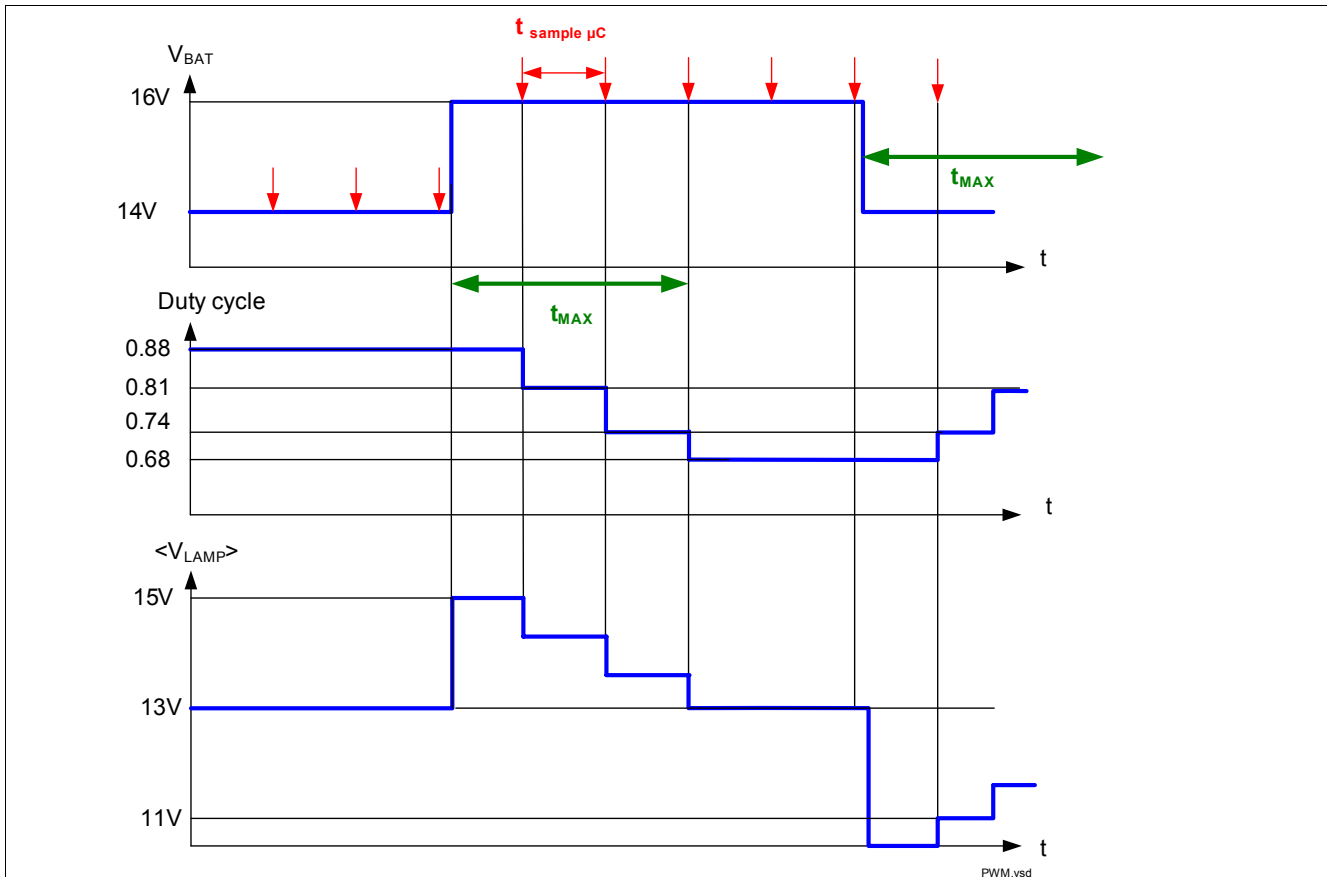 t sample µC
VBAT
16V
tMAX
14V
t
Duty cycle
tMAX
0.88
0.81
0.74
0.68
t
<VLAMP>
15V
13V
11V
t
PWM.vsd